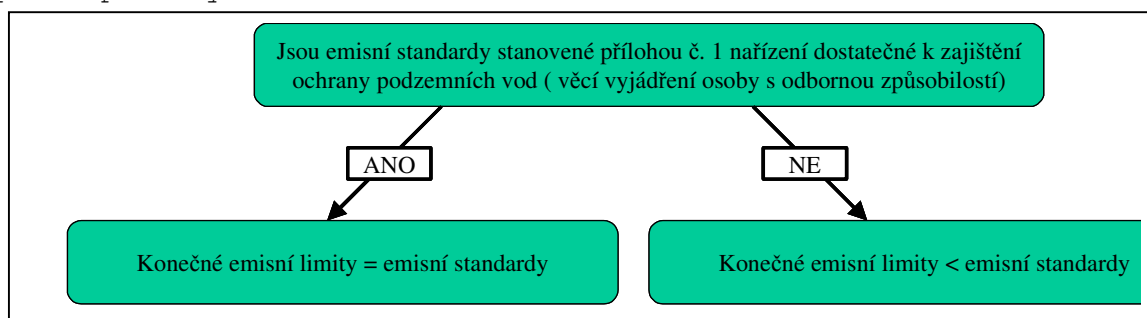 Jsou emisní standardy stanovené přílohou č. 1 nařízení dostatečné k zajištění
ochrany podzemních vod ( věcí vyjádření osoby s odbornou způsobilostí)
ANO
NE
Konečné emisní limity = emisní standardy
Konečné emisní limity < emisní standardy